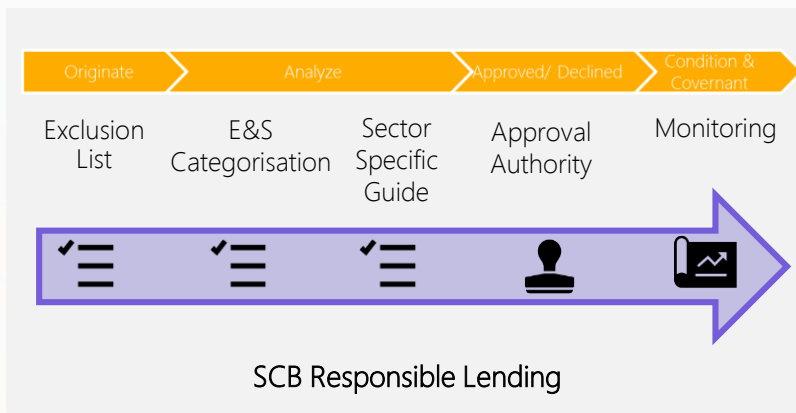 Originate
Analyze
Approved/ Declined
Condition &
Covernant
Exclusion
List
E&S
Categorisation
Sector
Specific
Guide
Approval
Authority
Monitoring
SCB Responsible Lending